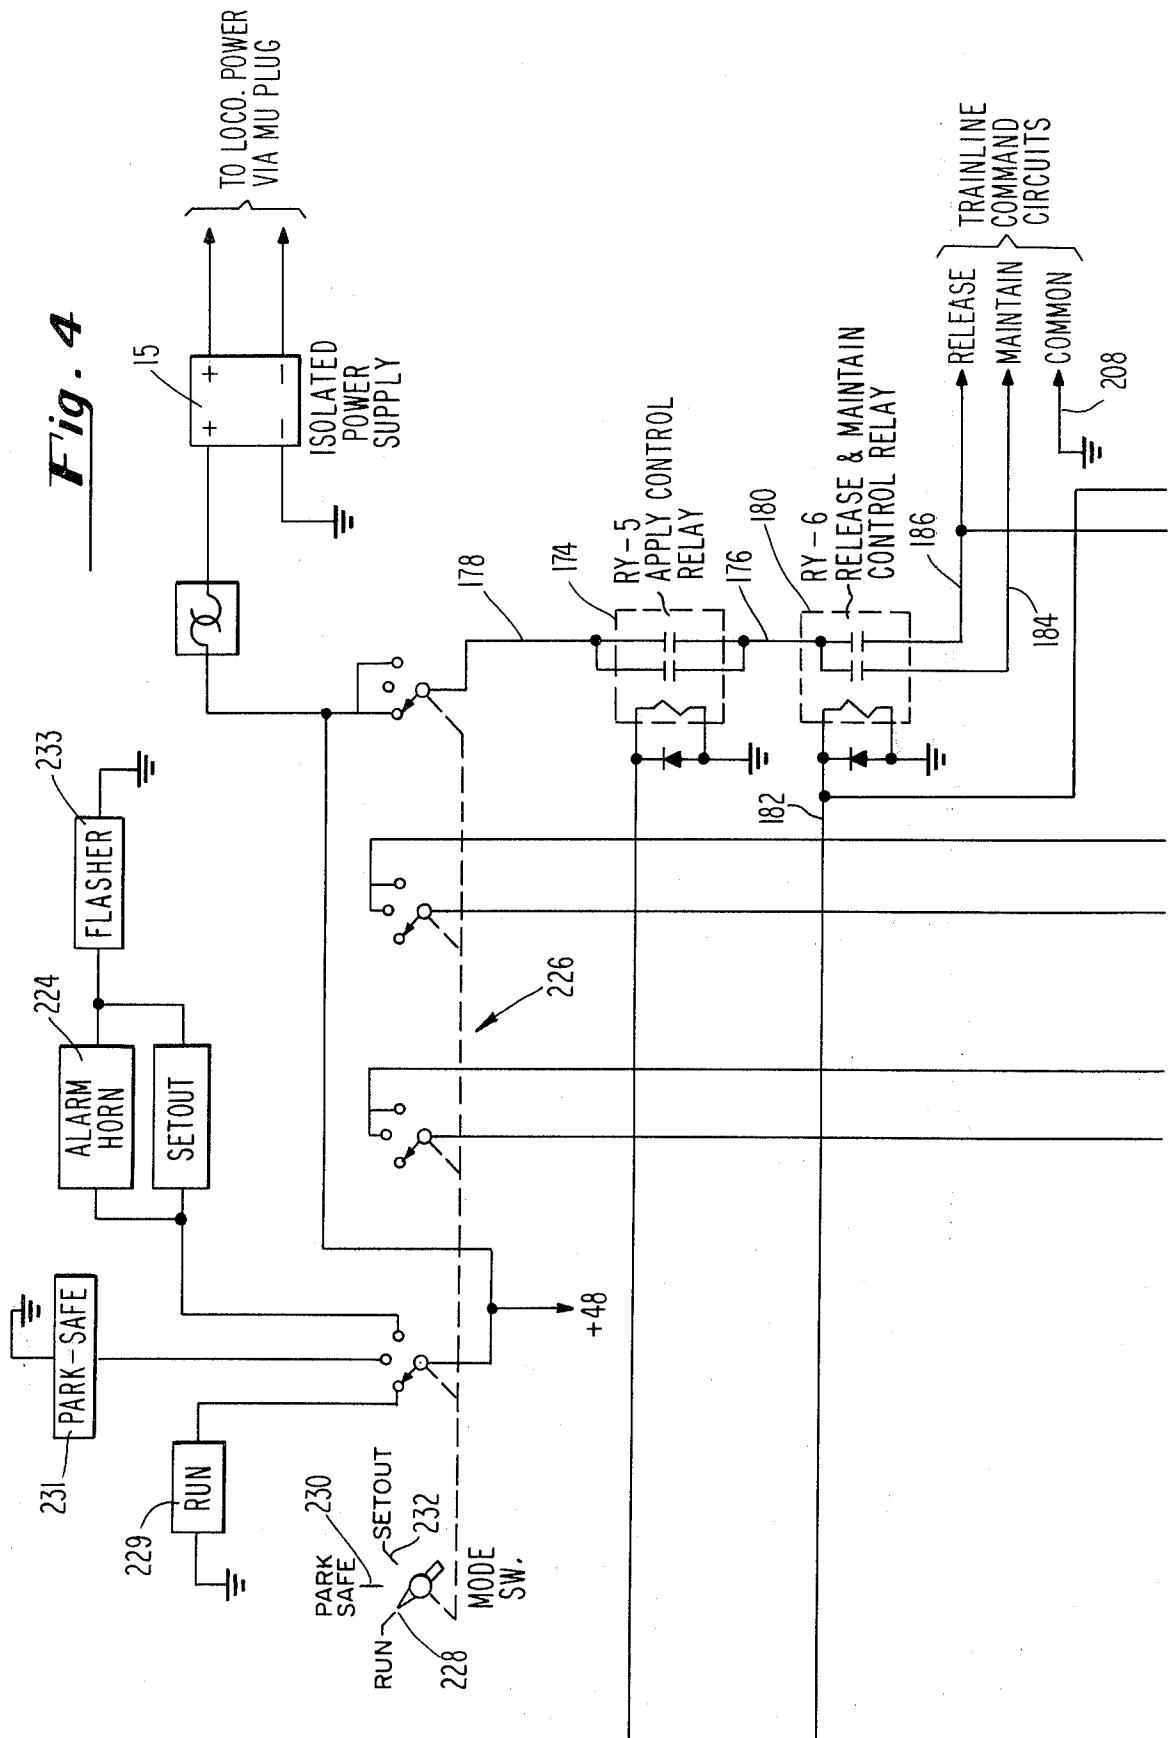 Fig. 4
TO LOCO. POWER
VIA MU PLUG
15
+ +
− −
ISOLATED
POWER
SUPPLY
233
FLASHER
224
ALARM
HORN
SETOUT
231
PARK-SAFE
229
RUN
PARK
SAFE
230
SETOUT
232
RUN
228
MODE
SW.
+48
226
178
174
RY-5
APPLY CONTROL
RELAY
176
180
RY-6
RELEASE & MAINTAIN
CONTROL RELAY
182
186
184
RELEASE
MAINTAIN
COMMON
TRAINLINE
COMMAND
CIRCUITS
208